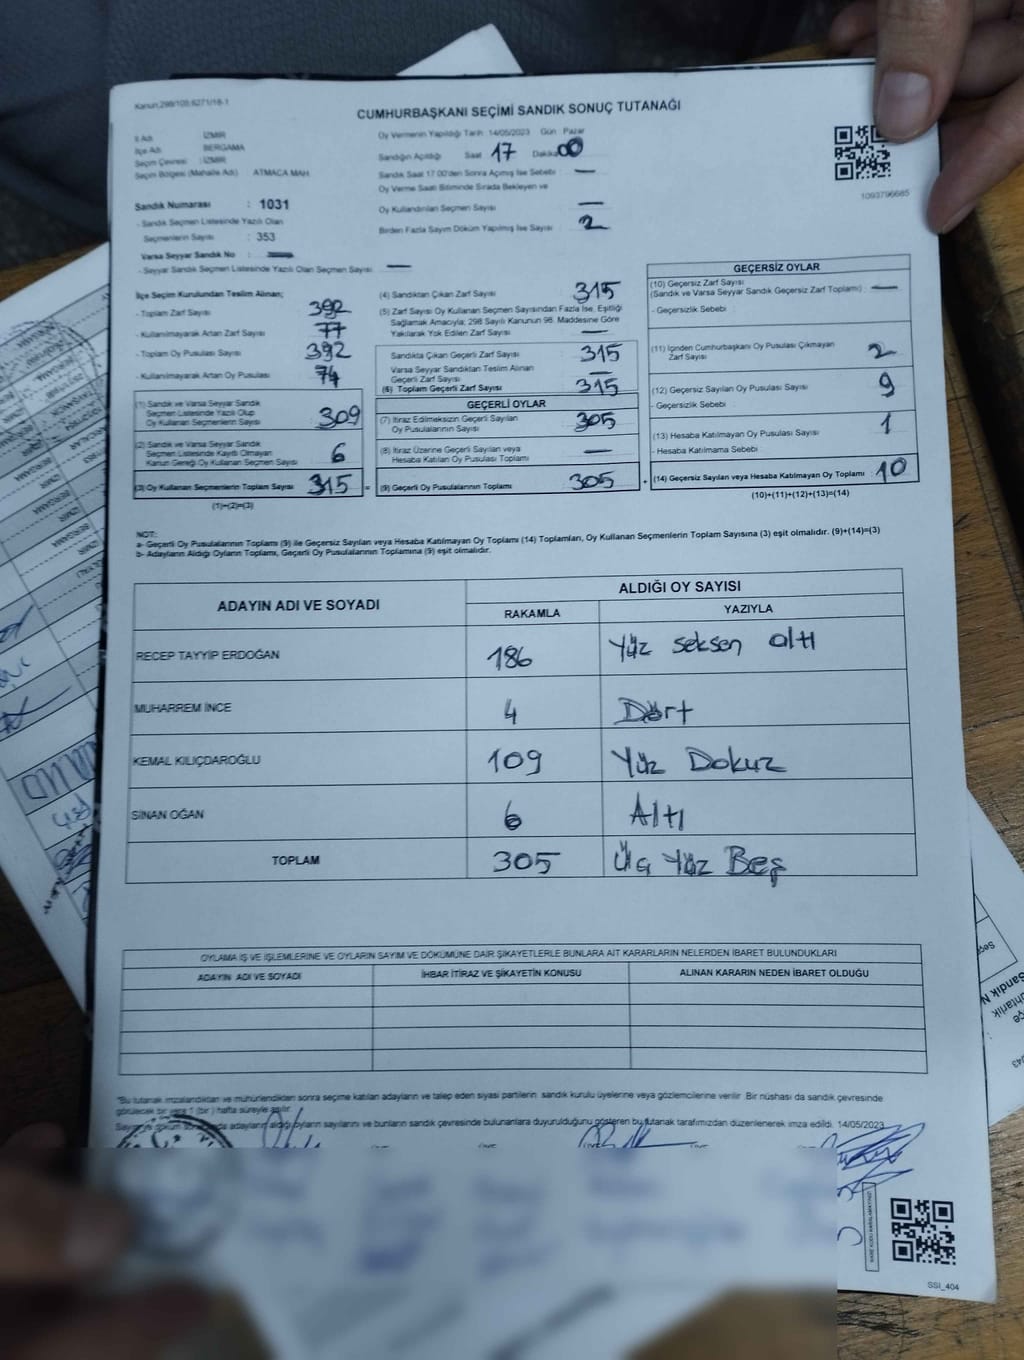 Kanun:298/105,6271/18-1
CUMHURBAŞKANI SEÇİMİ SANDIK SONUÇ TUTANAĞI
İl Adı : İZMİR
İlçe Adı : BERGAMA
Seçim Çevresi : İZMİR
Seçim Bölgesi (Mahalle Adı) ATMACA MAH.
Sandık Numarası : 1031
- Sandık Seçmen Listesinde Yazılı Olan
Seçmenlerin Sayısı : 353
Varsa Seyyar Sandık No : —
- Seyyar Sandık Seçmen Listesinde Yazılı Olan Seçmen Sayısı : —
Oy Vermenin Yapıldığı Tarih :14/05/2023 Gün :Pazar
Sandığın Açıldığı Saat 17 Dakika 00
Sandık Saat 17.00'den Sonra Açılmış İse Sebebi : —
Oy Verme Saati Bitiminde Sırada Bekleyen ve
Oy Kullandırılan Seçmen Sayısı : —
Birden Fazla Sayım Döküm Yapılmış İse Sayısı : 2
1093796685
İlçe Seçim Kurulundan Teslim Alınan;
- Toplam Zarf Sayısı : 392
- Kullanılmayarak Artan Zarf Sayısı : 77
- Toplam Oy Pusulası Sayısı : 392
- Kullanılmayarak Artan Oy Pusulası : 74
(1) Sandık ve Varsa Seyyar Sandık
Seçmen Listesinde Yazılı Olup
Oy Kullanan Seçmenlerin Sayısı : 309
(2) Sandık ve Varsa Seyyar Sandık
Seçmen Listesinde Kayıtlı Olmayan
Kanun Gereği Oy Kullanan Seçmen Sayısı : 6
(3) Oy Kullanan Seçmenlerin Toplam Sayısı : 315 =
(1)+(2)=(3)
(4) Sandıktan Çıkan Zarf Sayısı : 315
(5) Zarf Sayısı Oy Kullanan Seçmen Sayısından Fazla İse, Eşitliği
Sağlamak Amacıyla; 298 Sayılı Kanunun 98. Maddesine Göre
Yakılarak Yok Edilen Zarf Sayısı : —
Sandıkta Çıkan Geçerli Zarf Sayısı : 315
Varsa Seyyar Sandıktan Teslim Alınan
Geçerli Zarf Sayısı : —
(6) Toplam Geçerli Zarf Sayısı : 315
GEÇERLİ OYLAR
(7) İtiraz Edilmeksizin Geçerli Sayılan
Oy Pusulalarının Sayısı : 305
(8) İtiraz Üzerine Geçerli Sayılan veya
Hesaba Katılan Oy Pusulası Toplamı : —
(9) Geçerli Oy Pusulalarının Toplamı : 305 +
GEÇERSİZ OYLAR
(10) Geçersiz Zarf Sayısı
(Sandık ve Varsa Seyyar Sandık Geçersiz Zarf Toplamı) : —
- Geçersizlik Sebebi :
(11) İçinden Cumhurbaşkanı Oy Pusulası Çıkmayan
Zarf Sayısı : 2
(12) Geçersiz Sayılan Oy Pusulası Sayısı : 9
- Geçersizlik Sebebi :
(13) Hesaba Katılmayan Oy Pusulası Sayısı : 1
- Hesaba Katılmama Sebebi :
(14) Geçersiz Sayılan veya Hesaba Katılmayan Oy Toplamı : 10
(10)+(11)+(12)+(13)=(14)
NOT:
a- Geçerli Oy Pusulalarının Toplamı (9) ile Geçersiz Sayılan veya Hesaba Katılmayan Oy Toplamı (14) Toplamları, Oy Kullanan Seçmenlerin Toplam Sayısına (3) eşit olmalıdır. (9)+(14)=(3)
b- Adayların Aldığı Oyların Toplamı, Geçerli Oy Pusulalarının Toplamına (9) eşit olmalıdır.
ADAYIN ADI VE SOYADI
ALDIĞI OY SAYISI
RAKAMLA YAZIYLA
RECEP TAYYİP ERDOĞAN 186 Yüz seksen altı
MUHARREM İNCE 4 Dört
KEMAL KILIÇDAROĞLU 109 Yüz Dokuz
SİNAN OĞAN 6 Altı
TOPLAM 305 Üç Yüz Beş
OYLAMA İŞ VE İŞLEMLERİNE VE OYLARIN SAYIM VE DÖKÜMÜNE DAİR ŞİKAYETLERLE BUNLARA AİT KARARLARIN NELERDEN İBARET BULUNDUKLARI
ADAYIN ADI VE SOYADI İHBAR İTİRAZ VE ŞİKAYETİN KONUSU ALINAN KARARIN NEDEN İBARET OLDUĞU
"Bu tutanak imzalandıktan ve mühürlendikten sonra seçime katılan adayların ve talep eden siyasi partilerin sandık kurulu üyelerine veya gözlemcilerine verilir. Bir nüshası da sandık çevresinde
görülecek bir yere 1 (bir) hafta süreyle asılır.
adayların aldığı oyların sayılarını ve bunların sandık çevresinde bulunanlara duyurulduğunu gösteren bu tutanak tarafımızdan düzenlenerek imza edildi. 14/05/2023
SSI_404